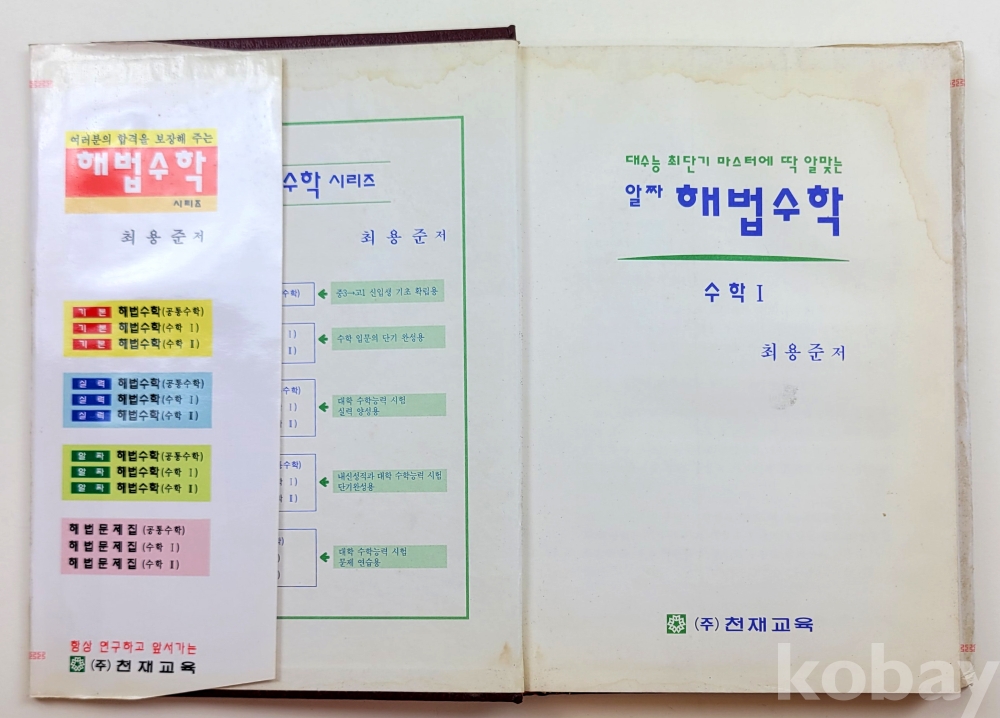 여러분의 합격을 보장해 주는
해법수학
시리즈
최용준 저
기 본 해법수학(공통수학)
기 본 해법수학(수학 Ⅰ)
기 본 해법수학(수학 Ⅱ)
실 력 해법수학(공통수학)
실 력 해법수학(수학 Ⅰ)
실 력 해법수학(수학 Ⅱ)
알 짜 해법수학(공통수학)
알 짜 해법수학(수학 Ⅰ)
알 짜 해법수학(수학 Ⅱ)
해법문제집(공통수학)
해법문제집(수학 Ⅰ)
해법문제집(수학 Ⅱ)
항상 연구하고 앞서가는
(주)천재교육
수학 시리즈
최용준 저
수학)
중3→고1 신입생 기초 확립용
Ⅰ)
Ⅱ)
수학 입문의 단기 완성용
수학)
Ⅰ)
Ⅱ)
대학 수학능력 시험
실력 양성용
수학)
Ⅰ)
Ⅱ)
내신성적과 대학 수학능력 시험
단기완성용
대학 수학능력 시험
문제 연습용
대수능 최단기 마스터에 딱 알맞는
알짜 해법수학
수학 Ⅰ
최용준 저
(주)천재교육
kobay